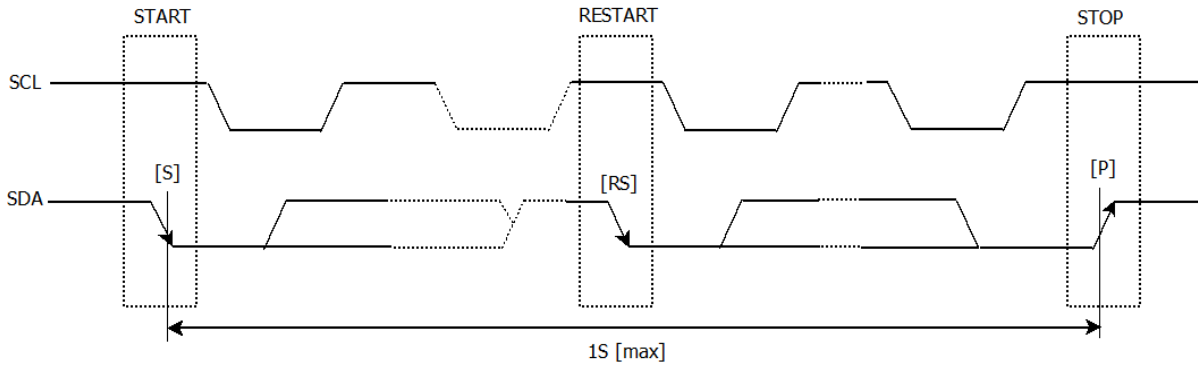 START
RESTART
STOP
SCL
[S]
[RS]
[P]
SDA
1S [max]